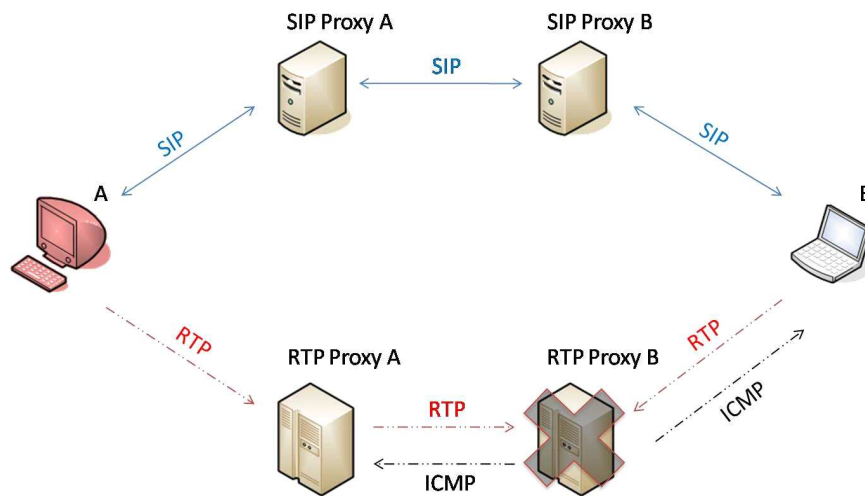 SIP Proxy A
SIP Proxy B
SIP
SIP
SIP
A
B
RTP
RTP Proxy A
RTP Proxy B
RTP
RTP
ICMP
ICMP